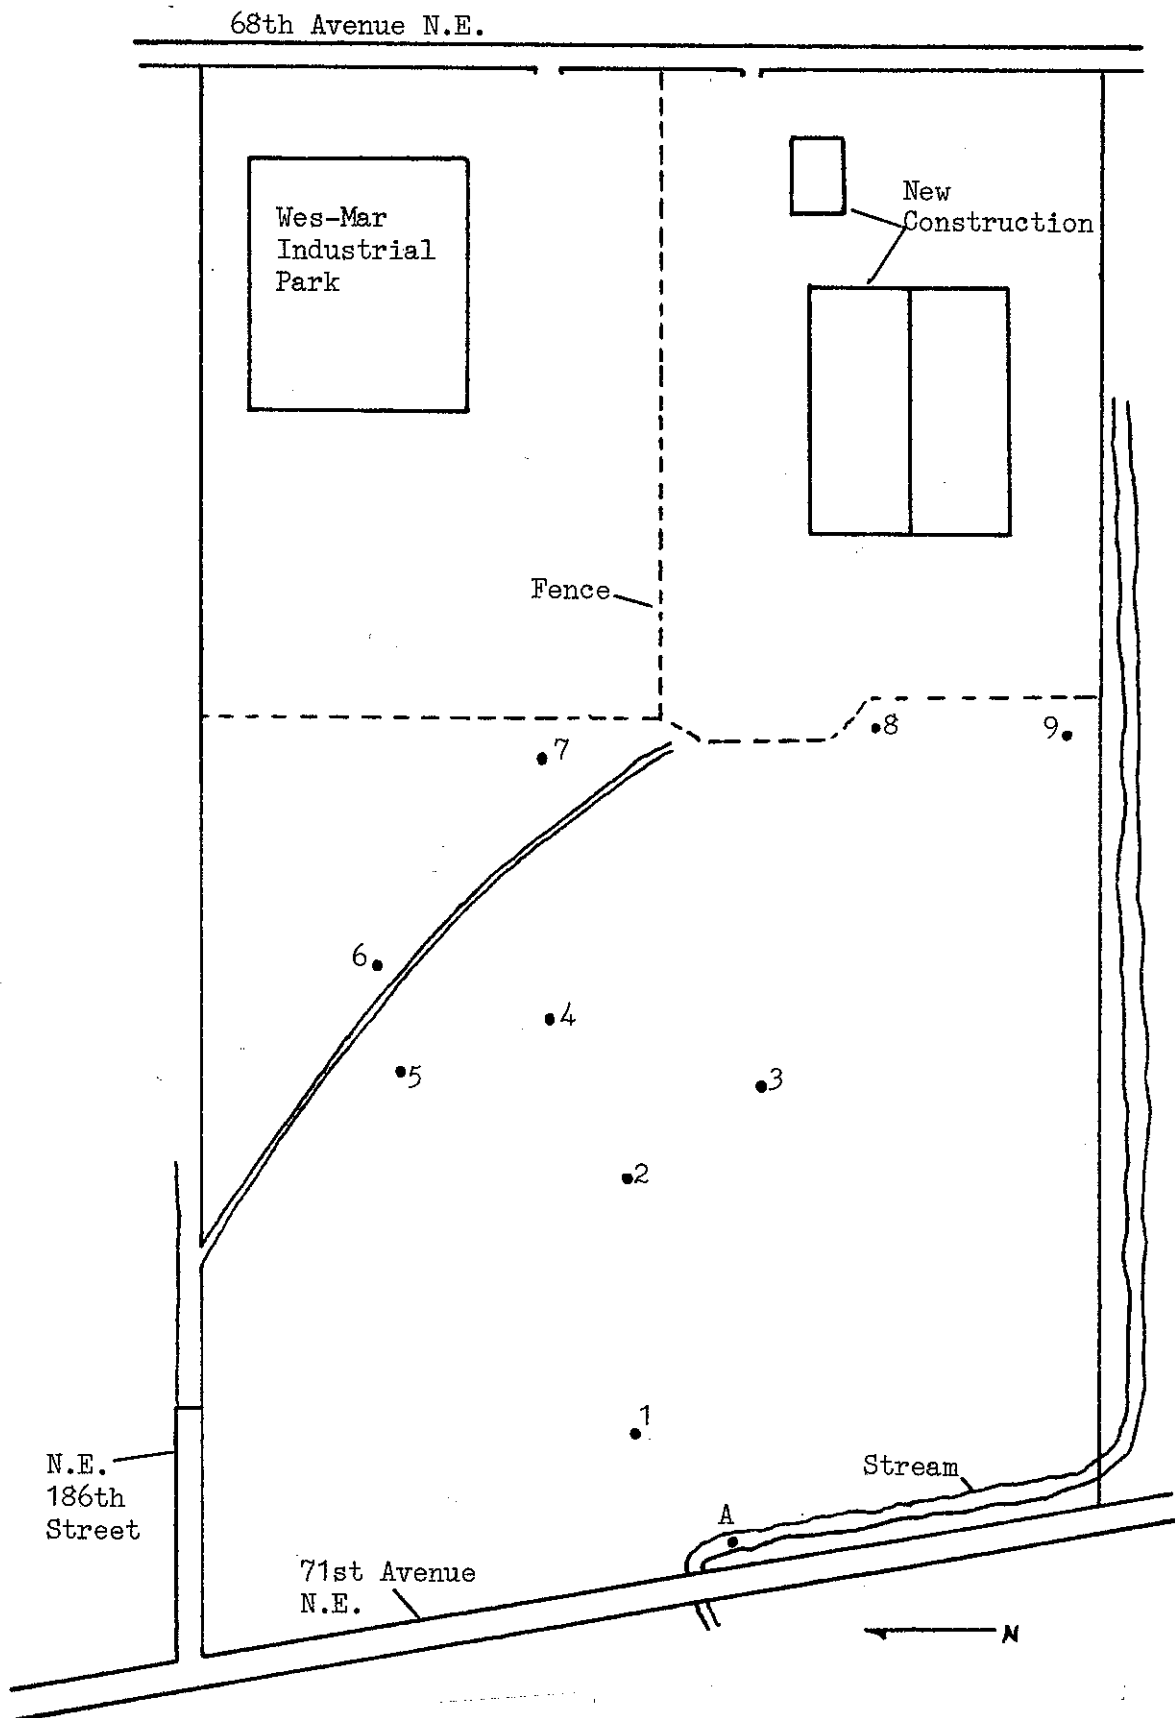 68th Avenue N.E.
Wes-Mar
Industrial
Park
New
Construction
Fence
7
8
9
6
4
5
3
2
1
N.E.
186th
Street
Stream
A
71st Avenue
N.E.
N